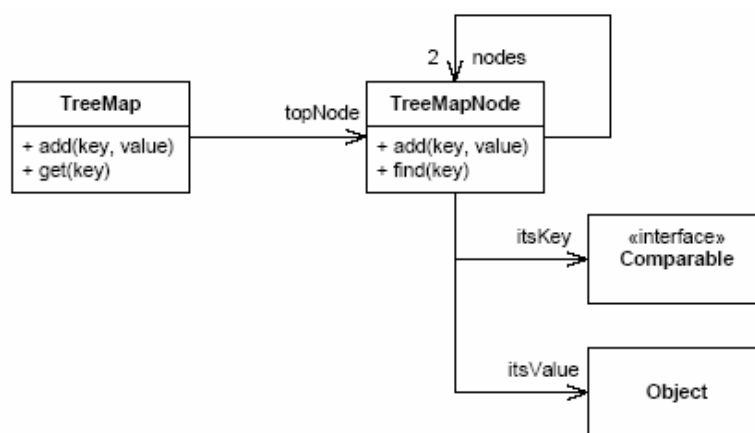 2 nodes
TreeMap
+ add(key, value)
+ get(key)
topNode
TreeMapNode
+ add(key, value)
+ find(key)
itsKey
«interface»
Comparable
itsValue
Object